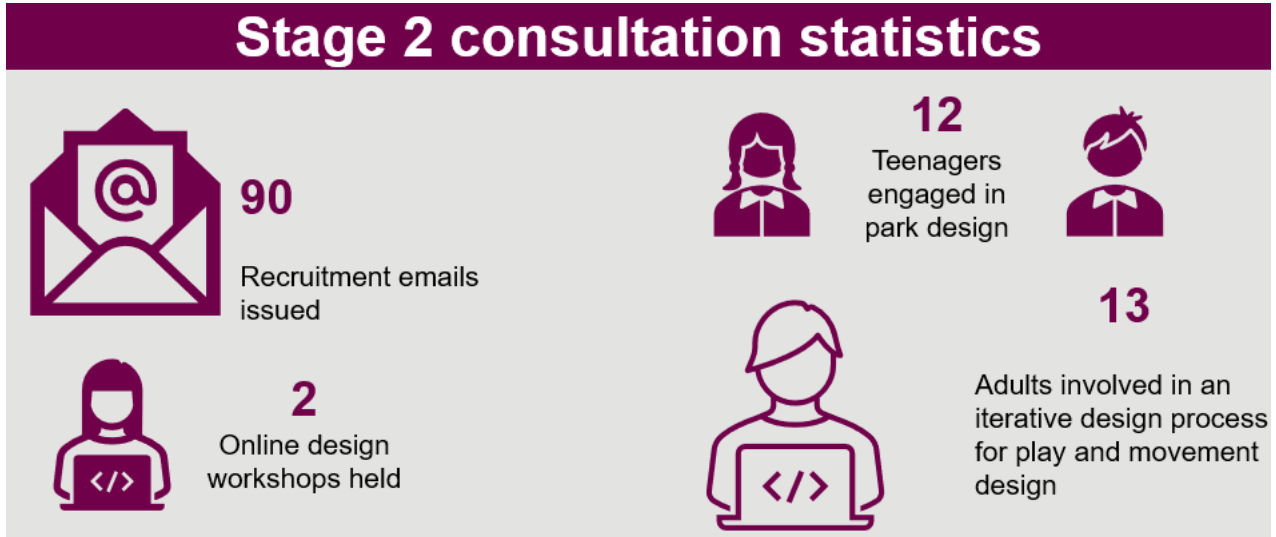 Stage 2 consultation statistics
@
90
Recruitment emails
issued
</>
2
Online design
workshops held
12
Teenagers
engaged in
park design
</>
13
Adults involved in an
iterative design process
for play and movement
design